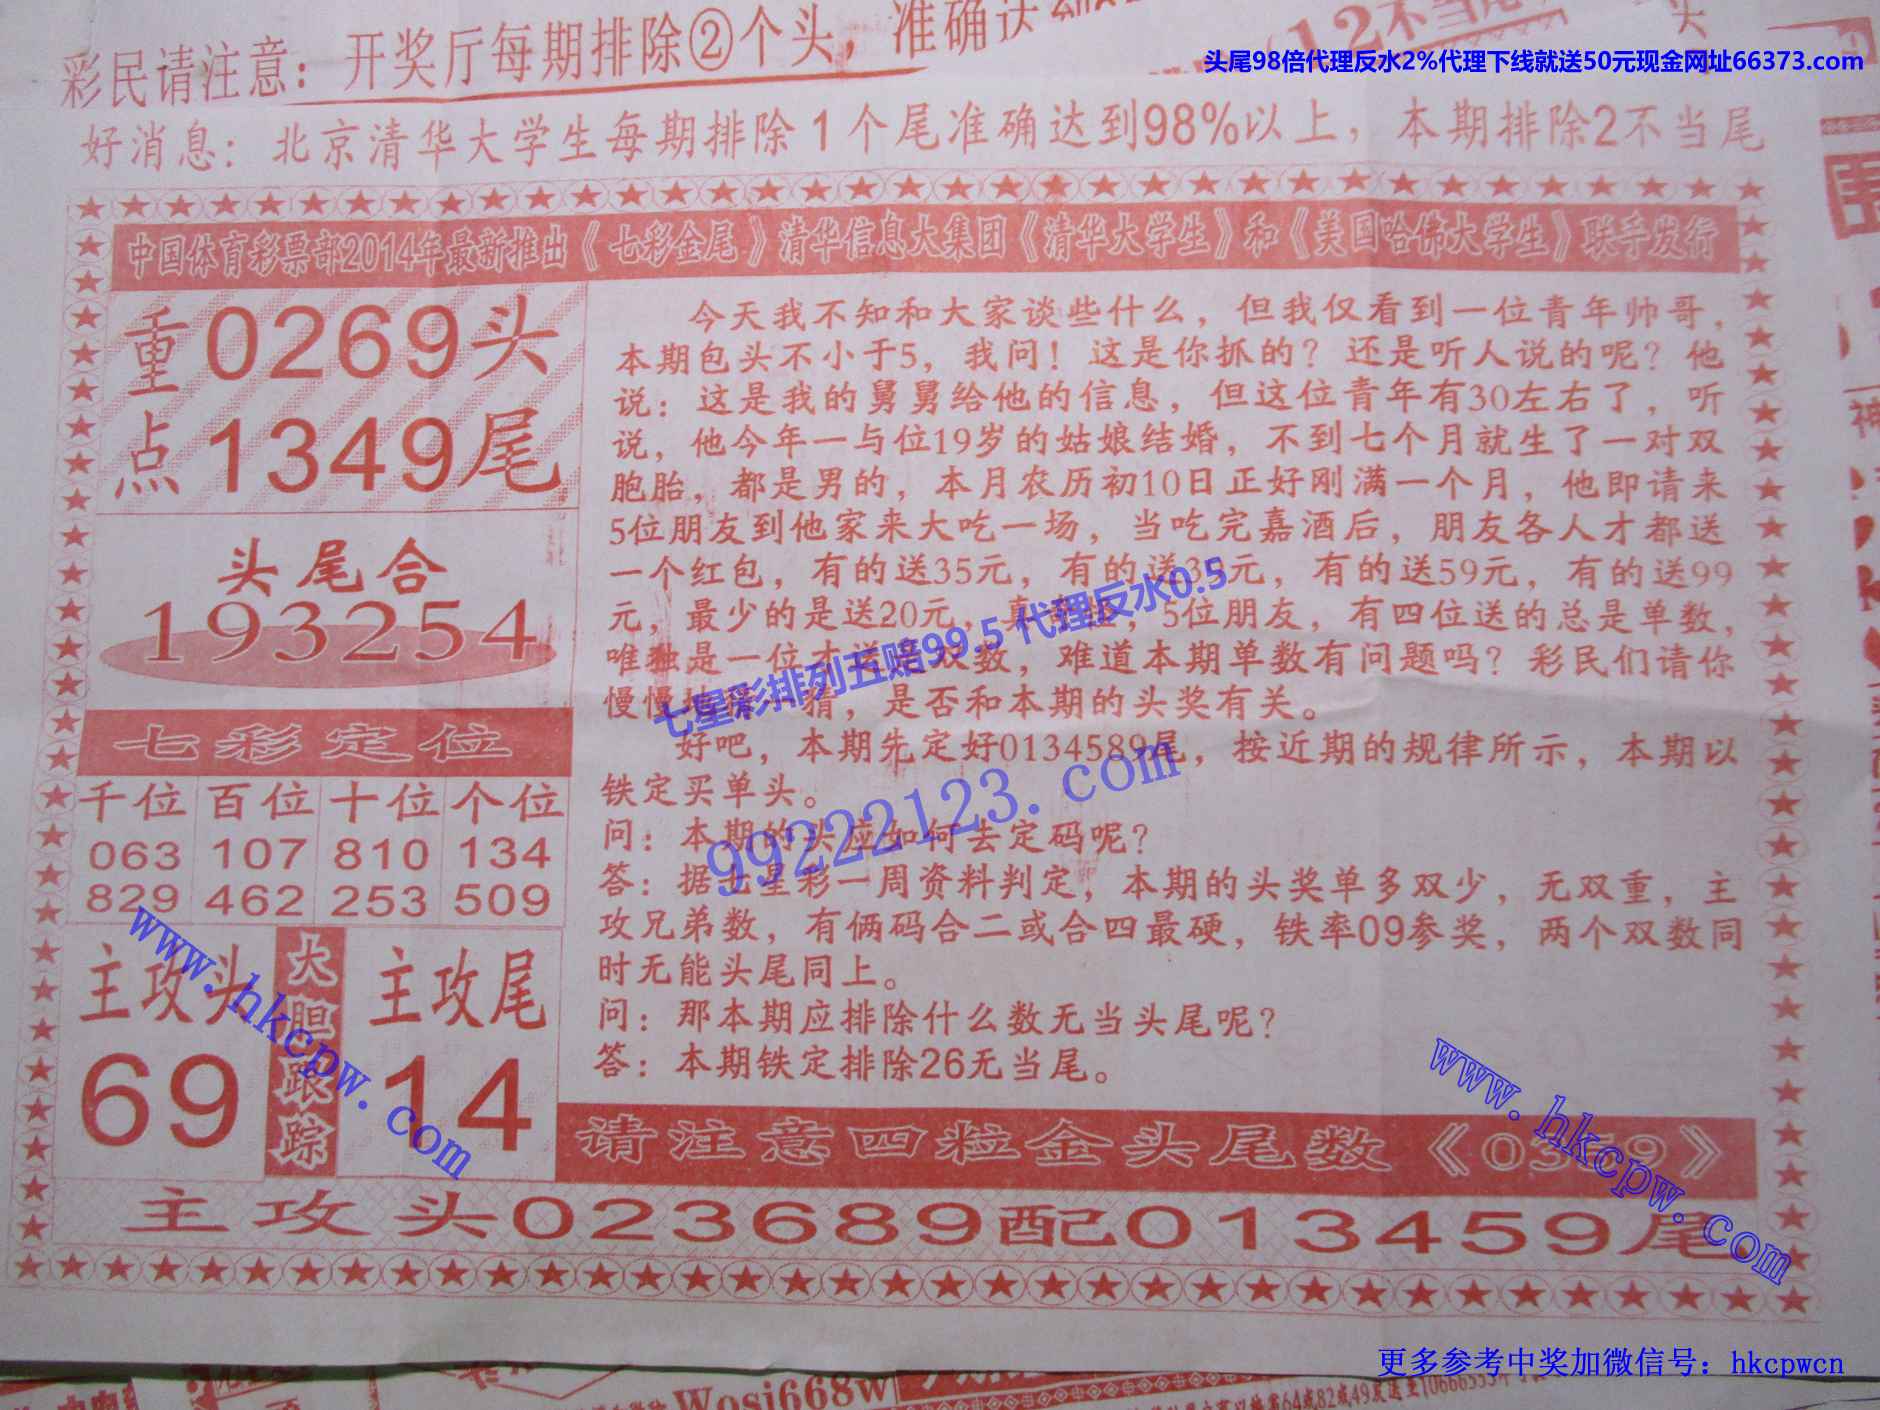 彩民请注意：开奖厅每期排除②个头，准确达
12不当尾
头尾98倍代理反水2%代理下线就送50元现金网址66373.com
好消息：北京清华大学生每期排除1个尾准确达到98%以上，本期排除2不当尾
中国体育彩票部2014年最新推出《七彩金尾》清华信息大集团《清华大学生》和《美国哈佛大学生》联手发行
重点
0269头
1349尾
头尾合
193254
七彩定位
千位 百位 十位 个位
063 107 810 134
829 462 253 509
主攻头
69
大胆跟踪
主攻尾
14
今天我不知和大家谈些什么，但我仅看到一位青年帅哥，
本期包头不小于5，我问！这是你抓的？还是听人说的呢？他
说：这是我的舅舅给他的信息，但这位青年有30左右了，听
说，他今年一与位19岁的姑娘结婚，不到七个月就生了一对双
胞胎，都是男的，本月农历初10日正好刚满一个月，他即请来
5位朋友到他家来大吃一场，当吃完嘉酒后，朋友各人才都送
一个红包，有的送35元，有的送3元，有的送59元，有的送99
元，最少的是送20元，真，5位朋友，有四位送的总是单数，
唯独是一位才送是双数，难道本期单数有问题吗？彩民们请你
慢慢猜，是否和本期的头奖有关。
好吧，本期先定好0134589尾，按近期的规律所示，本期以
铁定买单头。
问：本期的头应如何去定码呢？
答：据七星彩一周资料判定，本期的头奖单多双少，无双重，主
攻兄弟数，有俩码合二或合四最硬，铁率09参奖，两个双数同
时无能头尾同上。
问：那本期应排除什么数无当头尾呢？
答：本期铁定排除26无当尾。
请注意四粒金头尾数《039》
主攻头023689配013459尾
七星彩排列五赔99.5 代理反水0.5
99222123.com
www.hkcpw.com
www.hkcpw.com
更多参考中奖加微信号：hkcpwcn
Wosi668w